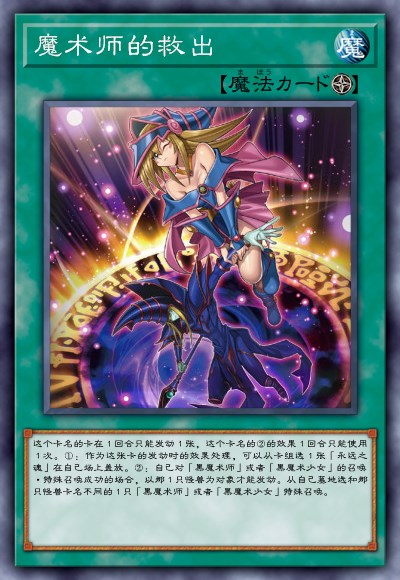 魔术师的救出
魔
【魔法カード】
まほう
这个卡名的卡在1回合只能发动1张，这个卡名的②的效果1回合只能使用
1次。①：作为这张卡的发动时的效果处理，可以从卡组选1张「永远之
魂」在自己场上盖放。②：自己对「黑魔术师」或者「黑魔术少女」的召唤
·特殊召唤成功的场合，以那1只怪兽为对象才能发动。从自己墓地选和那
只怪兽卡名不同的1只「黑魔术师」或者「黑魔术少女」特殊召唤。